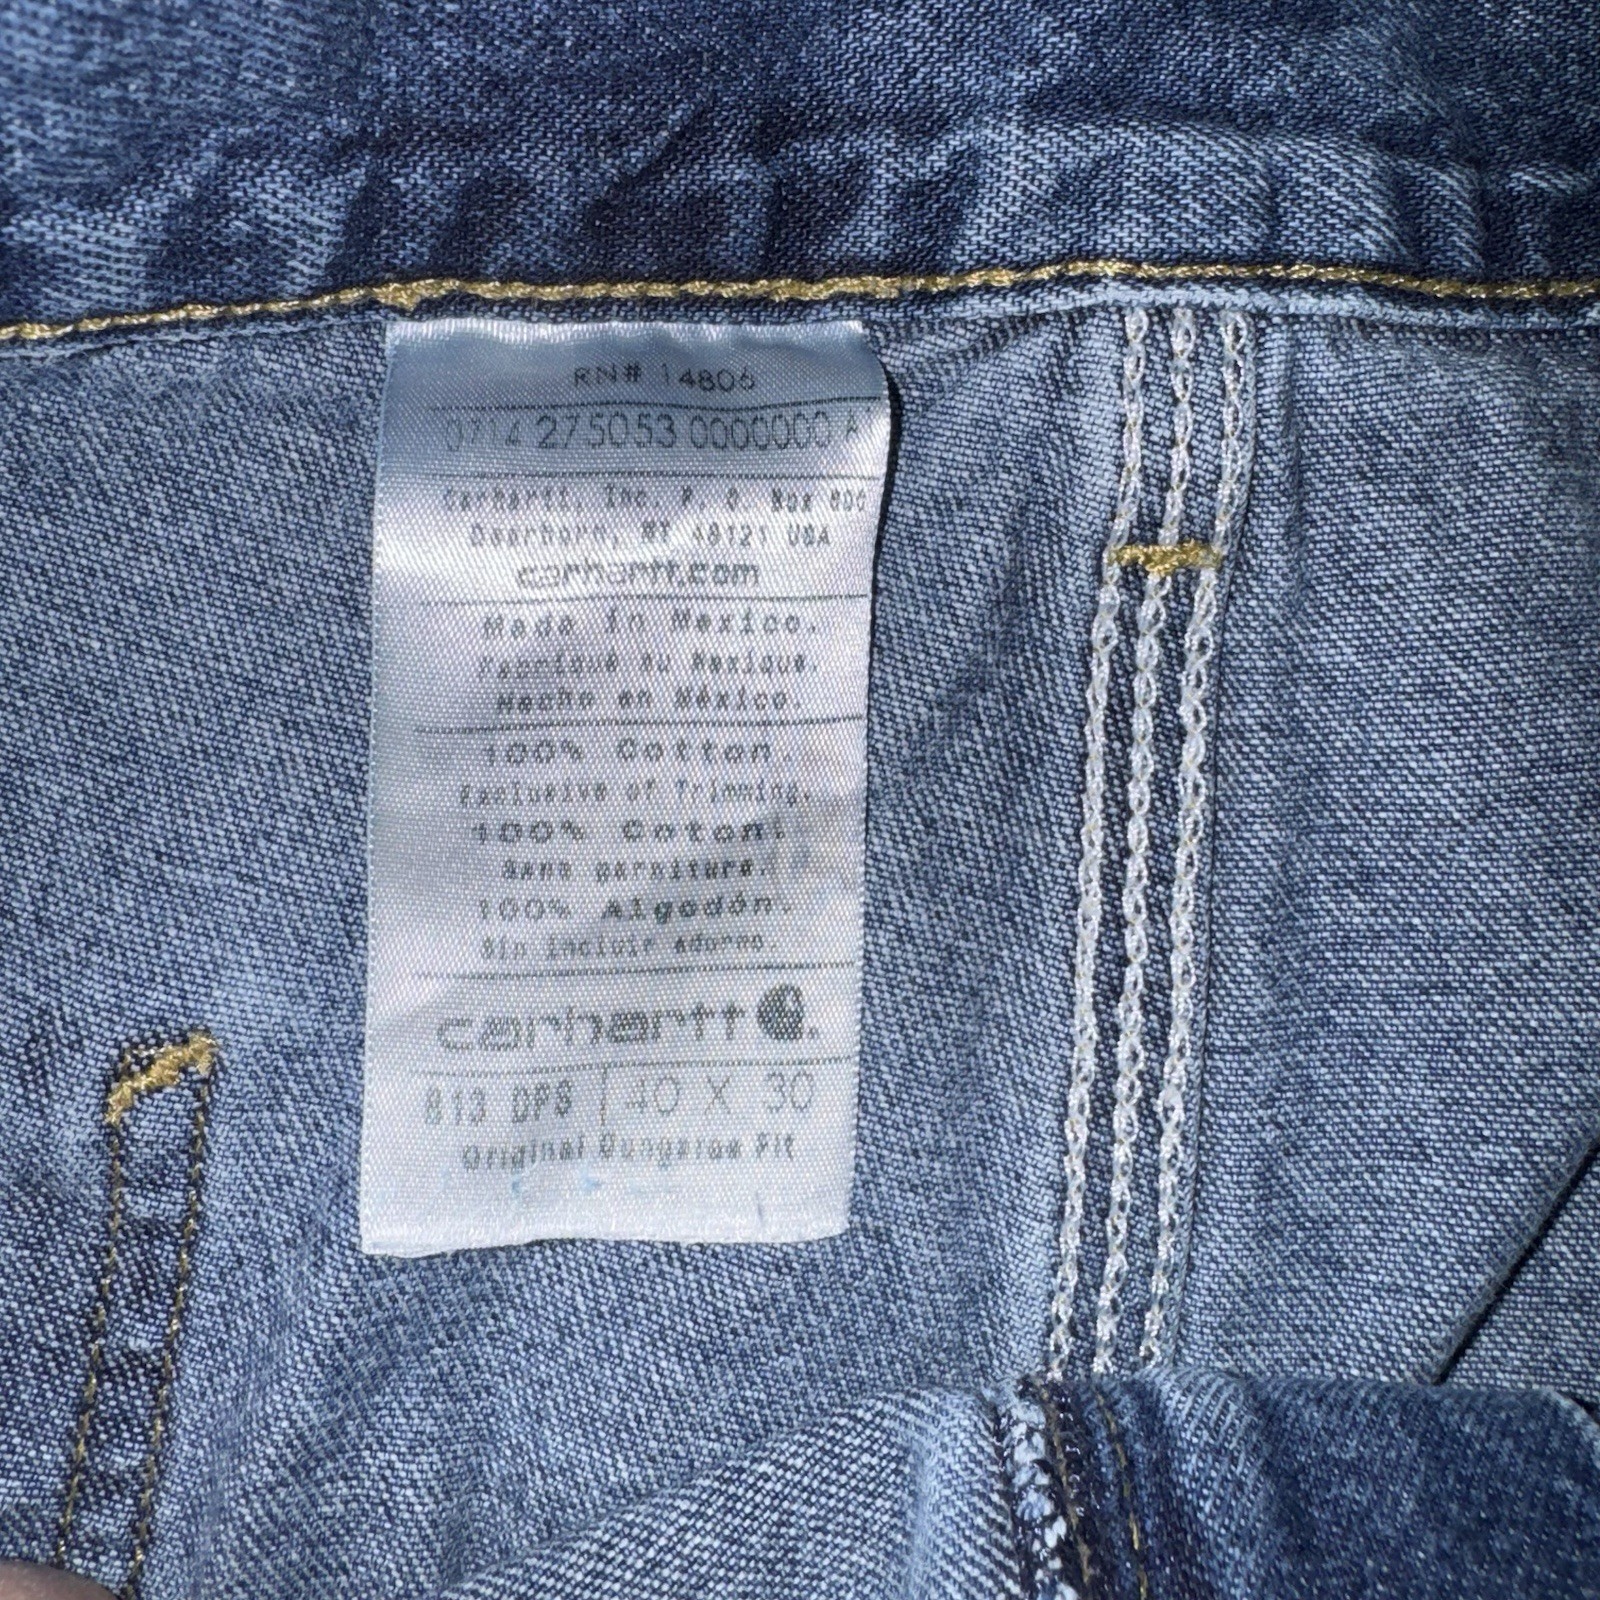 RN# 14806
0714 275053 0000000 A
Carhartt, Inc. P. O. Box 600
Dearborn, MI 48121 USA
carhartt.com
Made in Mexico.
Fabriqué au Mexique.
Hecho en México.
100% Cotton.
Exclusive of Trimming.
100% Coton.
Sans garniture.
100% Algodón.
Sin incluir adorno.
carhartt
B13 DPS 40 X 30
Original Dungaree Fit